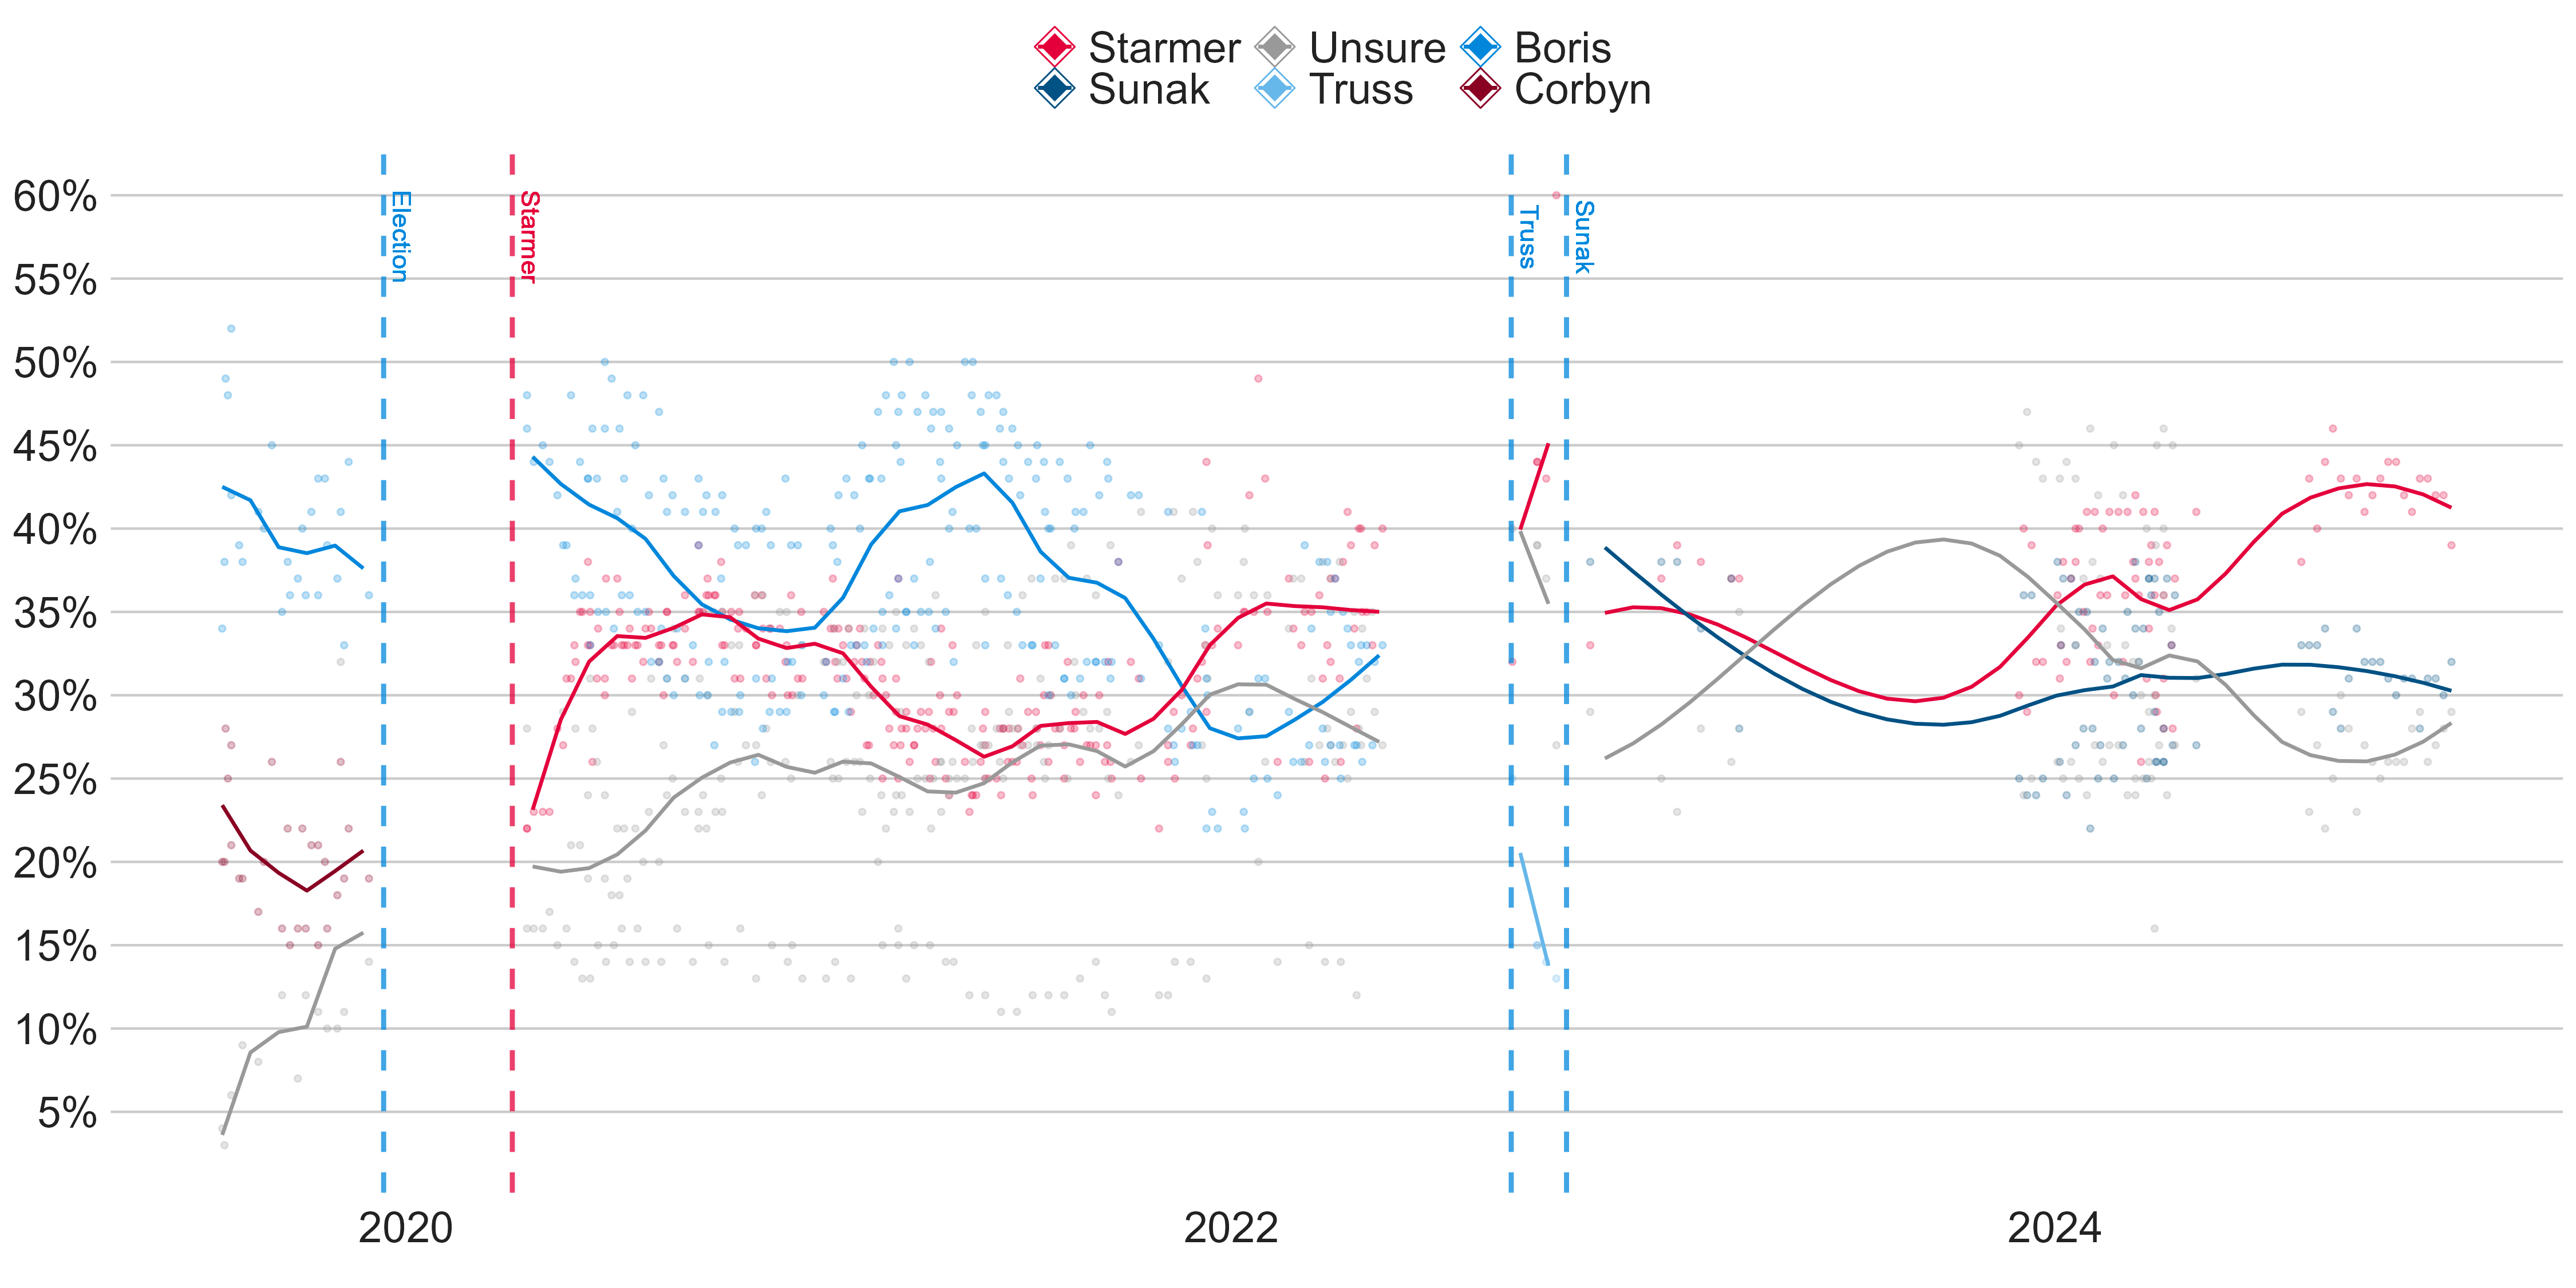 Starmer Unsure Boris
Sunak Truss Corbyn
60%
55%
50%
45%
40%
35%
30%
25%
20%
15%
10%
5%
Election
Starmer
Truss
Sunak
2020 2022 2024